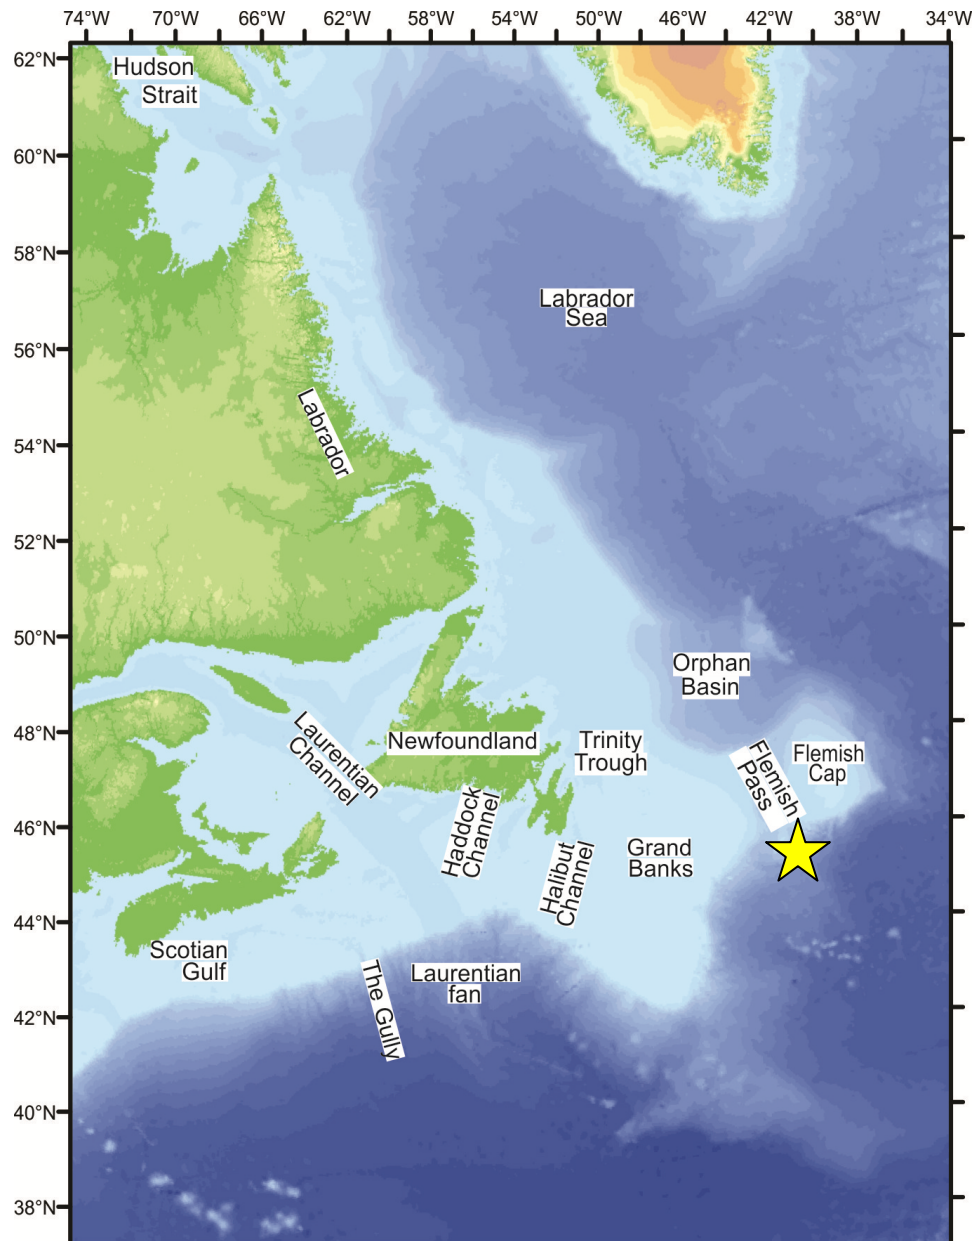 74°W 70°W 66°W 62°W 58°W 54°W 50°W 46°W 42°W 38°W 34°W
62°N
60°N
58°N
56°N
54°N
52°N
50°N
48°N
46°N
44°N
42°N
40°N
38°N
Hudson
Strait
Labrador
Sea
Labrador
Orphan
Basin
Laurentian
Channel
Newfoundland
Trinity
Trough
Flemish
Pass
Flemish
Cap
Haddock
Channel
Halibut
Channel
Grand
Banks
Scotian
Gulf
The Gully
Laurentian
fan